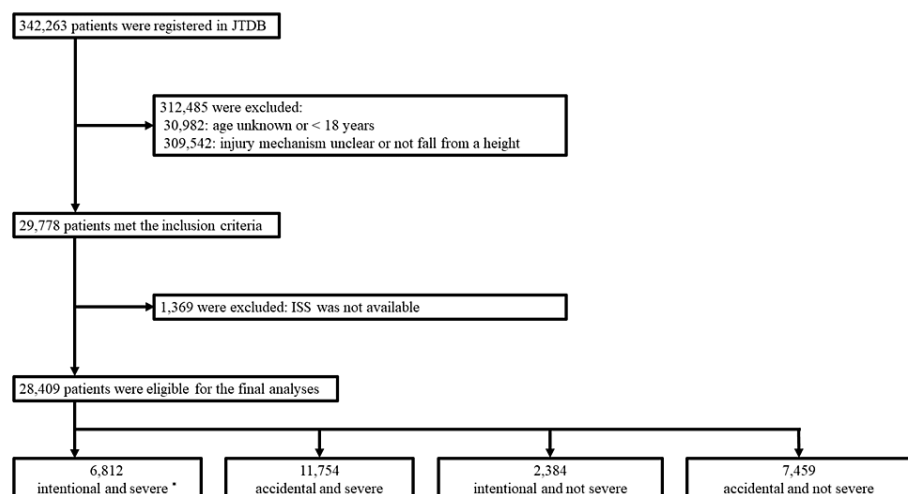 342,263 patients were registered in JTDB
312,485 were excluded:
30,982: age unknown or < 18 years
309,542: injury mechanism unclear or not fall from a height
29,778 patients met the inclusion criteria
1,369 were excluded: ISS was not available
28,409 patients were eligible for the final analyses
6,812
intentional and severe *
11,754
accidental and severe
2,384
intentional and not severe
7,459
accidental and not severe